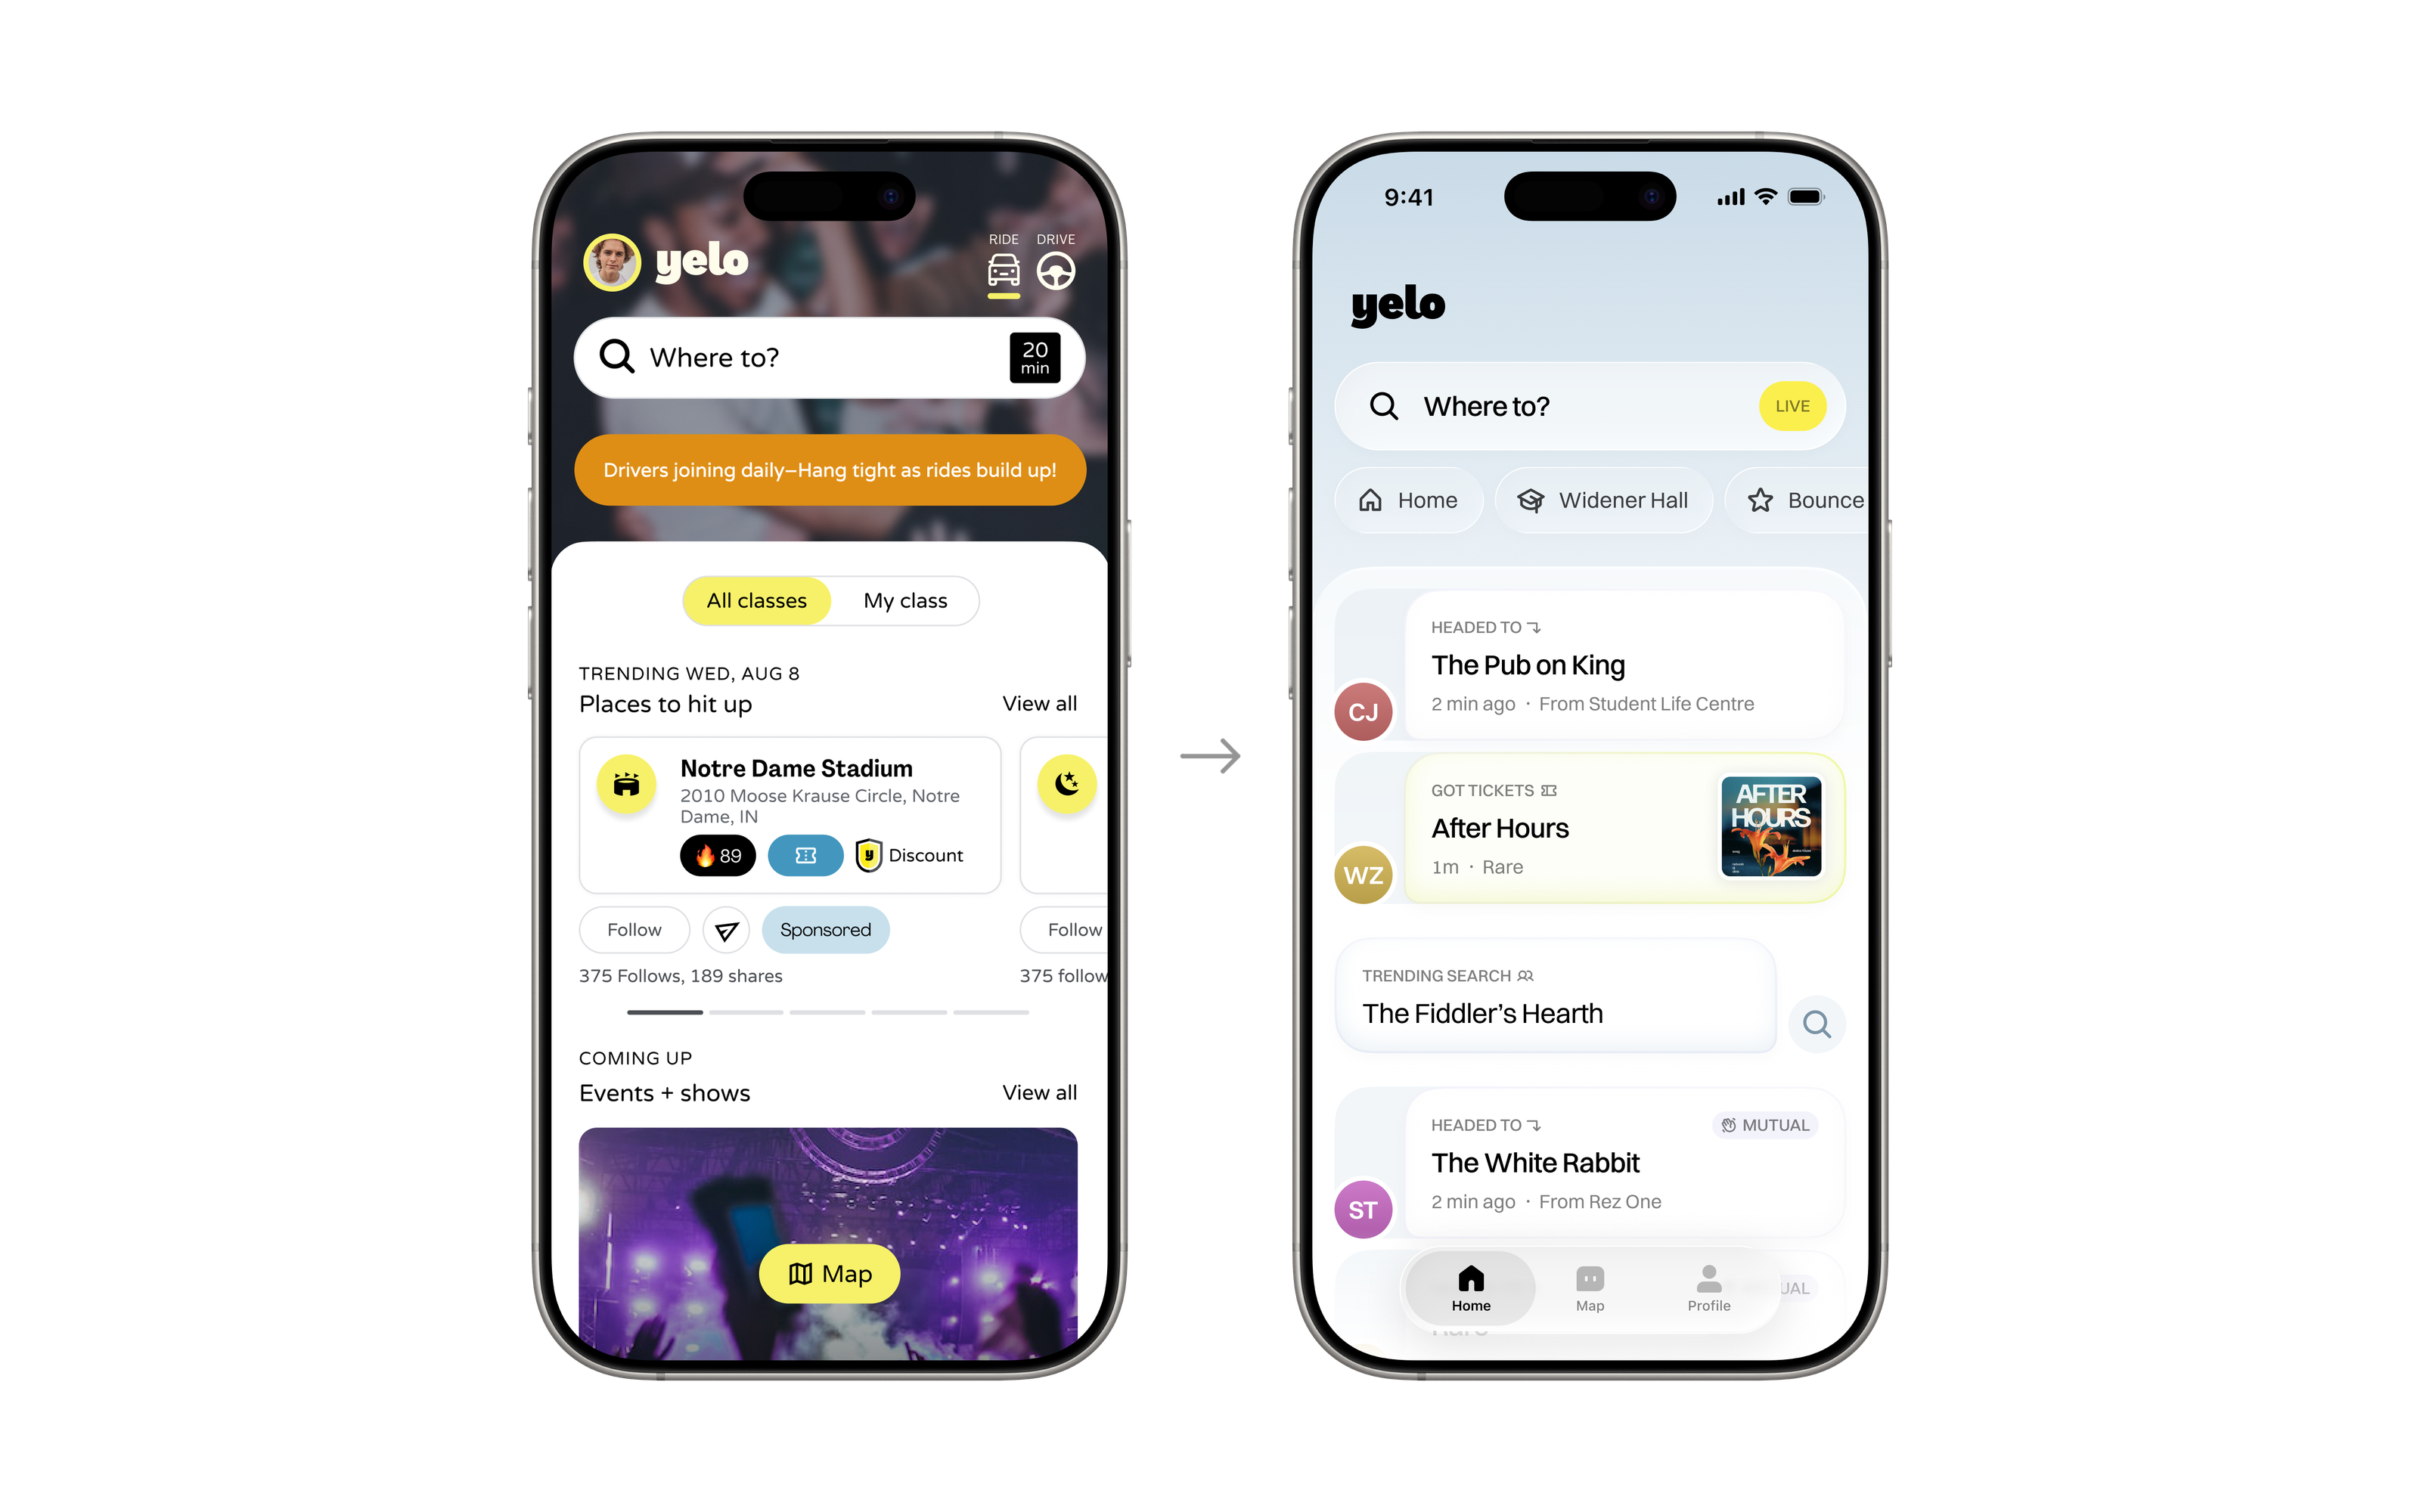 yelo
RIDE
DRIVE
Where to?
20
min
Drivers joining daily–Hang tight as rides build up!
All classes
My class
TRENDING WED, AUG 8
Places to hit up
View all
Notre Dame Stadium
2010 Moose Krause Circle, Notre
Dame, IN
🔥 89
y
Discount
Follow
Sponsored
Follow
375 Follows, 189 shares
375 follow
COMING UP
Events + shows
View all
Map
9:41
yelo
Where to?
LIVE
Home
Widener Hall
Bounce
HEADED TO
The Pub on King
2 min ago · From Student Life Centre
CJ
GOT TICKETS
After Hours
1m · Rare
WZ
AFTER
HOURS
TRENDING SEARCH
The Fiddler’s Hearth
HEADED TO
MUTUAL
The White Rabbit
2 min ago · From Rez One
ST
UAL
Home
Map
Profile